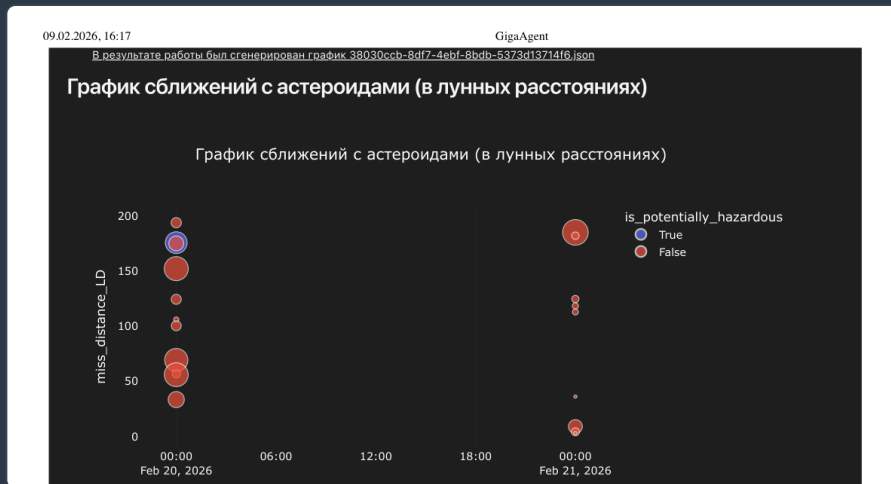 09.02.2026, 16:17 GigaAgent
В результате работы был сгенерирован график 38030ccb-8df7-4ebf-8bdb-5373d13714f6.json
График сближений с астероидами (в лунных расстояниях)
График сближений с астероидами (в лунных расстояниях)
is_potentially_hazardous
True
False
miss_distance_LD
200
150
100
50
0
00:00 06:00 12:00 18:00 00:00
Feb 20, 2026 Feb 21, 2026